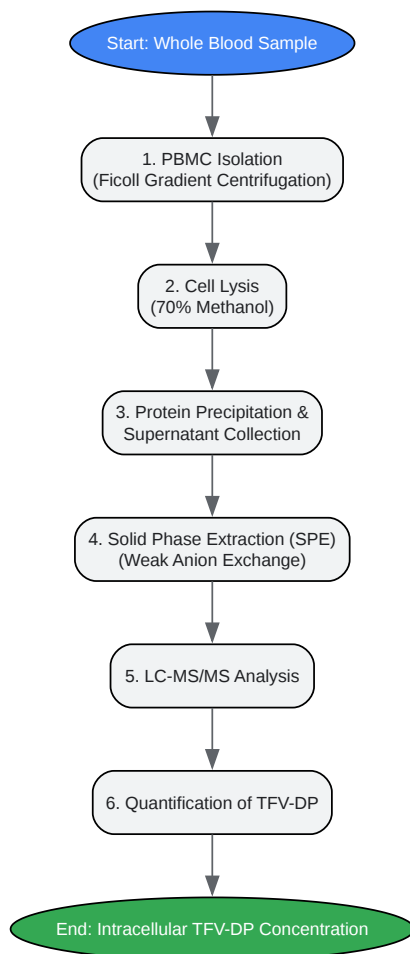 Start: Whole Blood Sample
1. PBMC Isolation
(Ficoll Gradient Centrifugation)
2. Cell Lysis
(70% Methanol)
3. Protein Precipitation &
Supernatant Collection
4. Solid Phase Extraction (SPE)
(Weak Anion Exchange)
5. LC-MS/MS Analysis
6. Quantification of TFV-DP
End: Intracellular TFV-DP Concentration